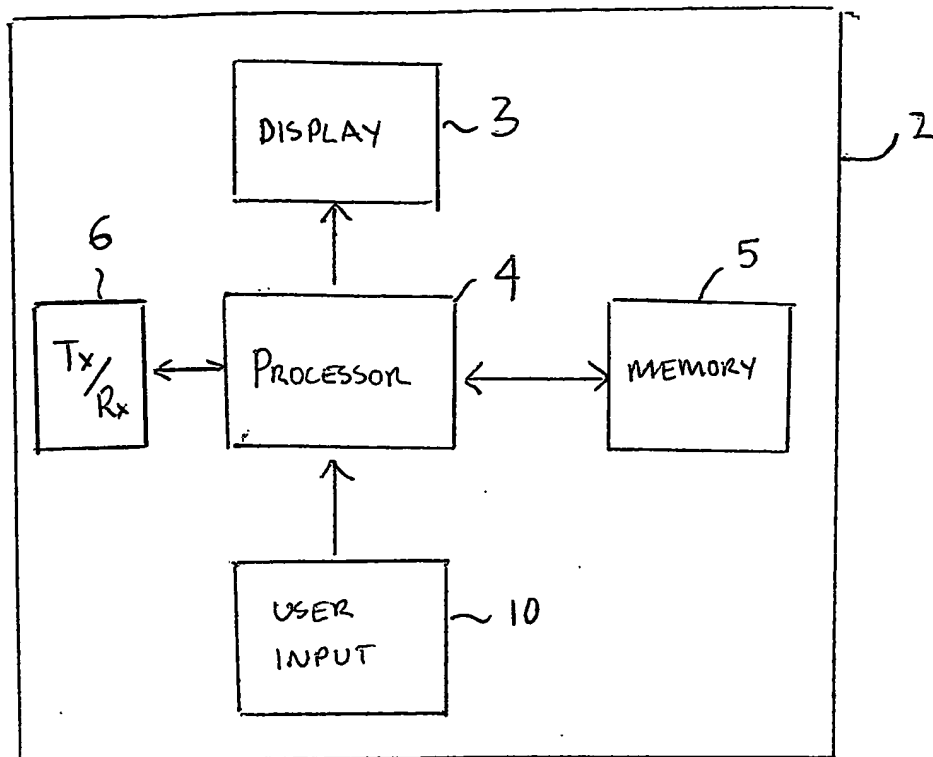 DISPLAY
3
2
6
Tx/Rx
4
PROCESSOR
5
MEMORY
USER
INPUT
10